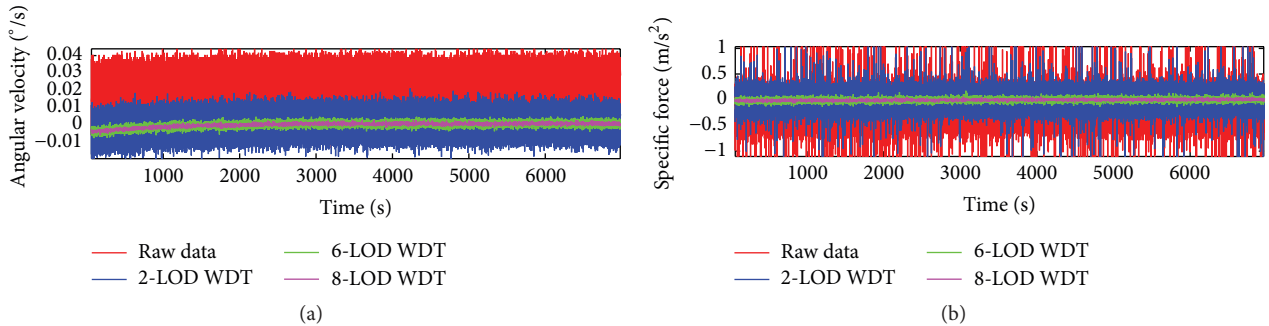 Angular velocity (°/s)
0.04
0.03
0.02
0.01
0
−0.01
1000 2000 3000 4000 5000 6000
Time (s)
Raw data
2-LOD WDT
6-LOD WDT
8-LOD WDT
(a)
Specific force (m/s²)
1
0.5
0
−0.5
−1
1000 2000 3000 4000 5000 6000
Time (s)
Raw data
2-LOD WDT
6-LOD WDT
8-LOD WDT
(b)